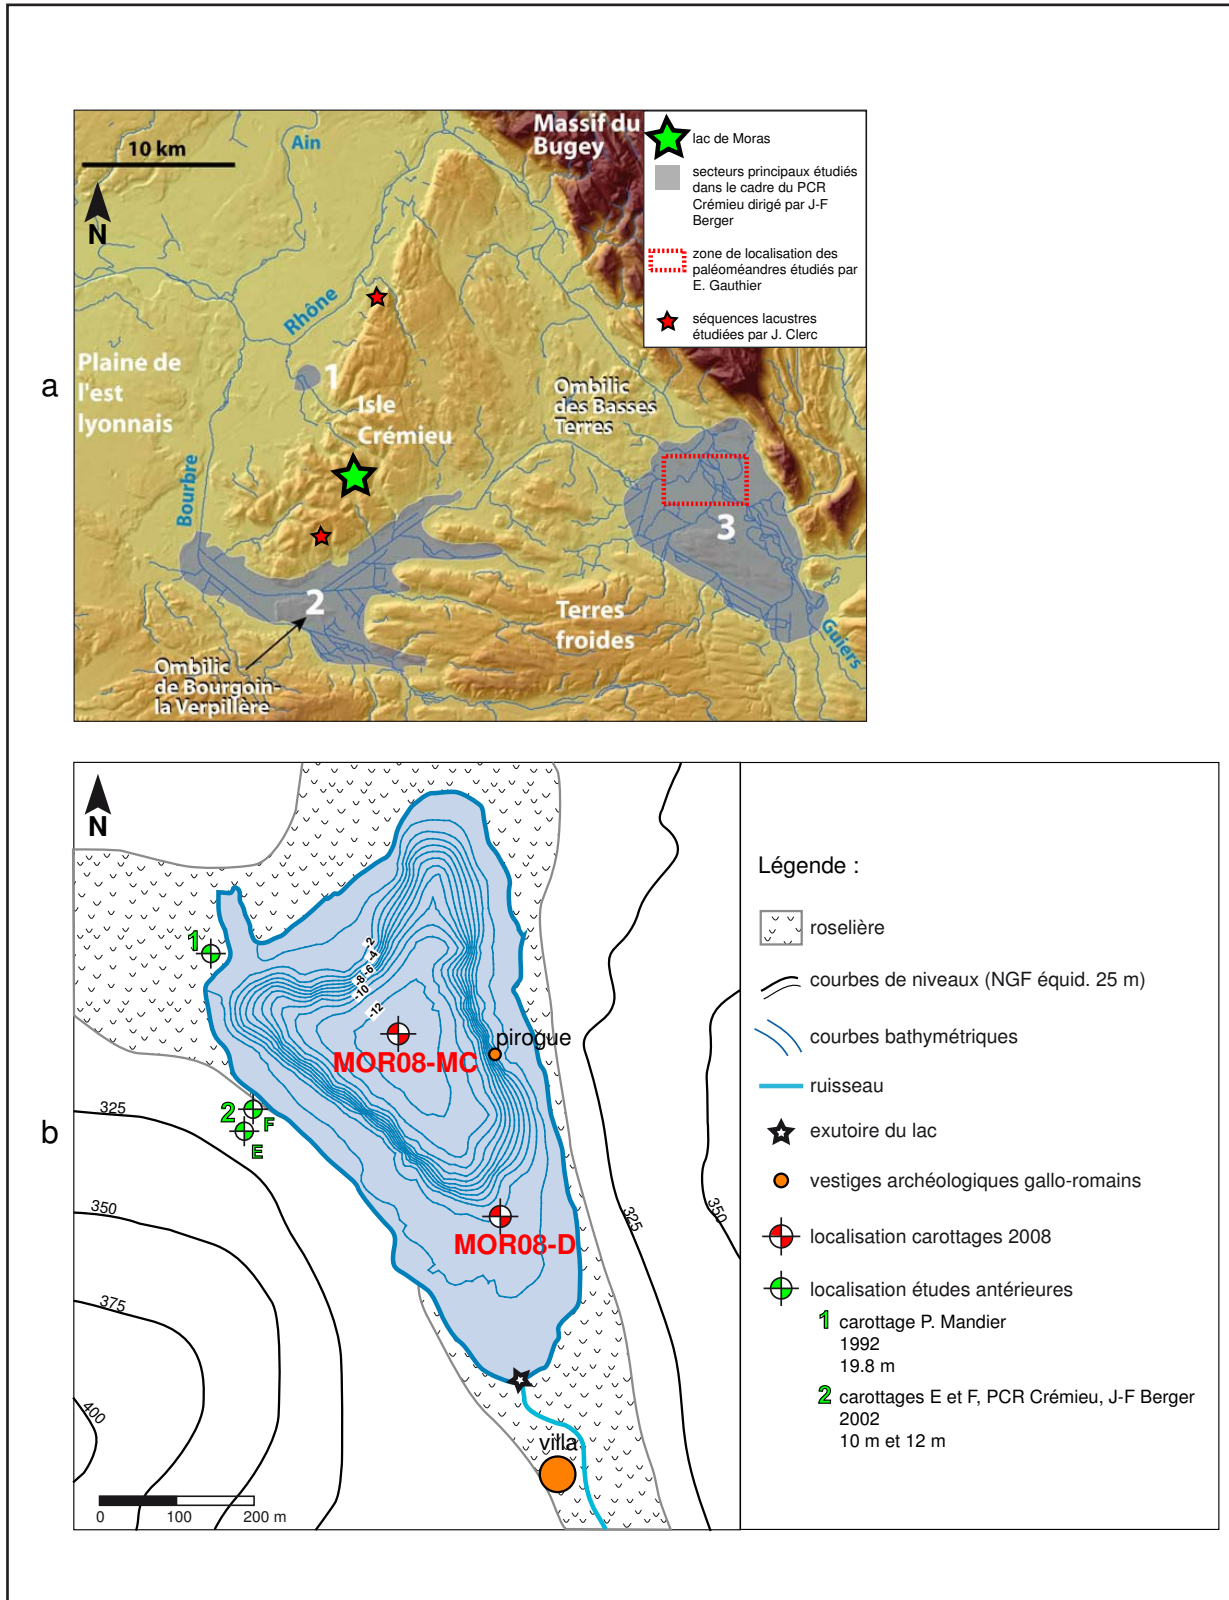 a
10 km
N
Ain
Massif du
Bugey
Rhône
Plaine de
l'est
lyonnais
1
Isle
Crémieu
Ombilic
des Basses
Terres
Bourbre
3
2
Terres
froides
Guiers
Ombilic
de Bourgoin-
la Verpillère
lac de Moras
secteurs principaux étudiés
dans le cadre du PCR
Crémieu dirigé par J-F
Berger
zone de localisation des
paléoméandres étudiés par
E. Gauthier
séquences lacustres
étudiées par J. Clerc
b
N
1
-2
-4
-6
-8
-10
-12
pirogue
MOR08-MC
2
F
E
MOR08-D
325
350
375
400
325
350
villa
0 100 200 m
Légende :
roselière
courbes de niveaux (NGF équid. 25 m)
courbes bathymétriques
ruisseau
exutoire du lac
vestiges archéologiques gallo-romains
localisation carottages 2008
localisation études antérieures
1 carottage P. Mandier
1992
19.8 m
2 carottages E et F, PCR Crémieu, J-F Berger
2002
10 m et 12 m